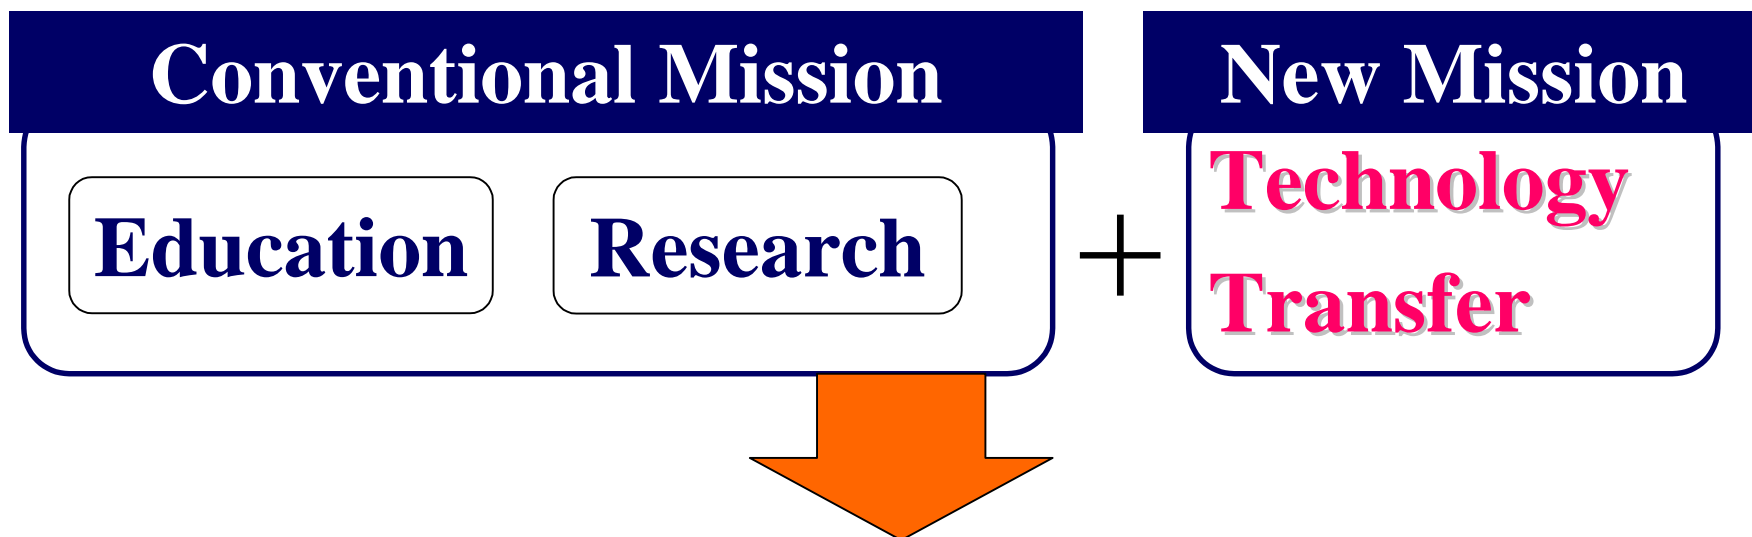 Conventional Mission
New Mission
Education
Research
+
Technology
Transfer